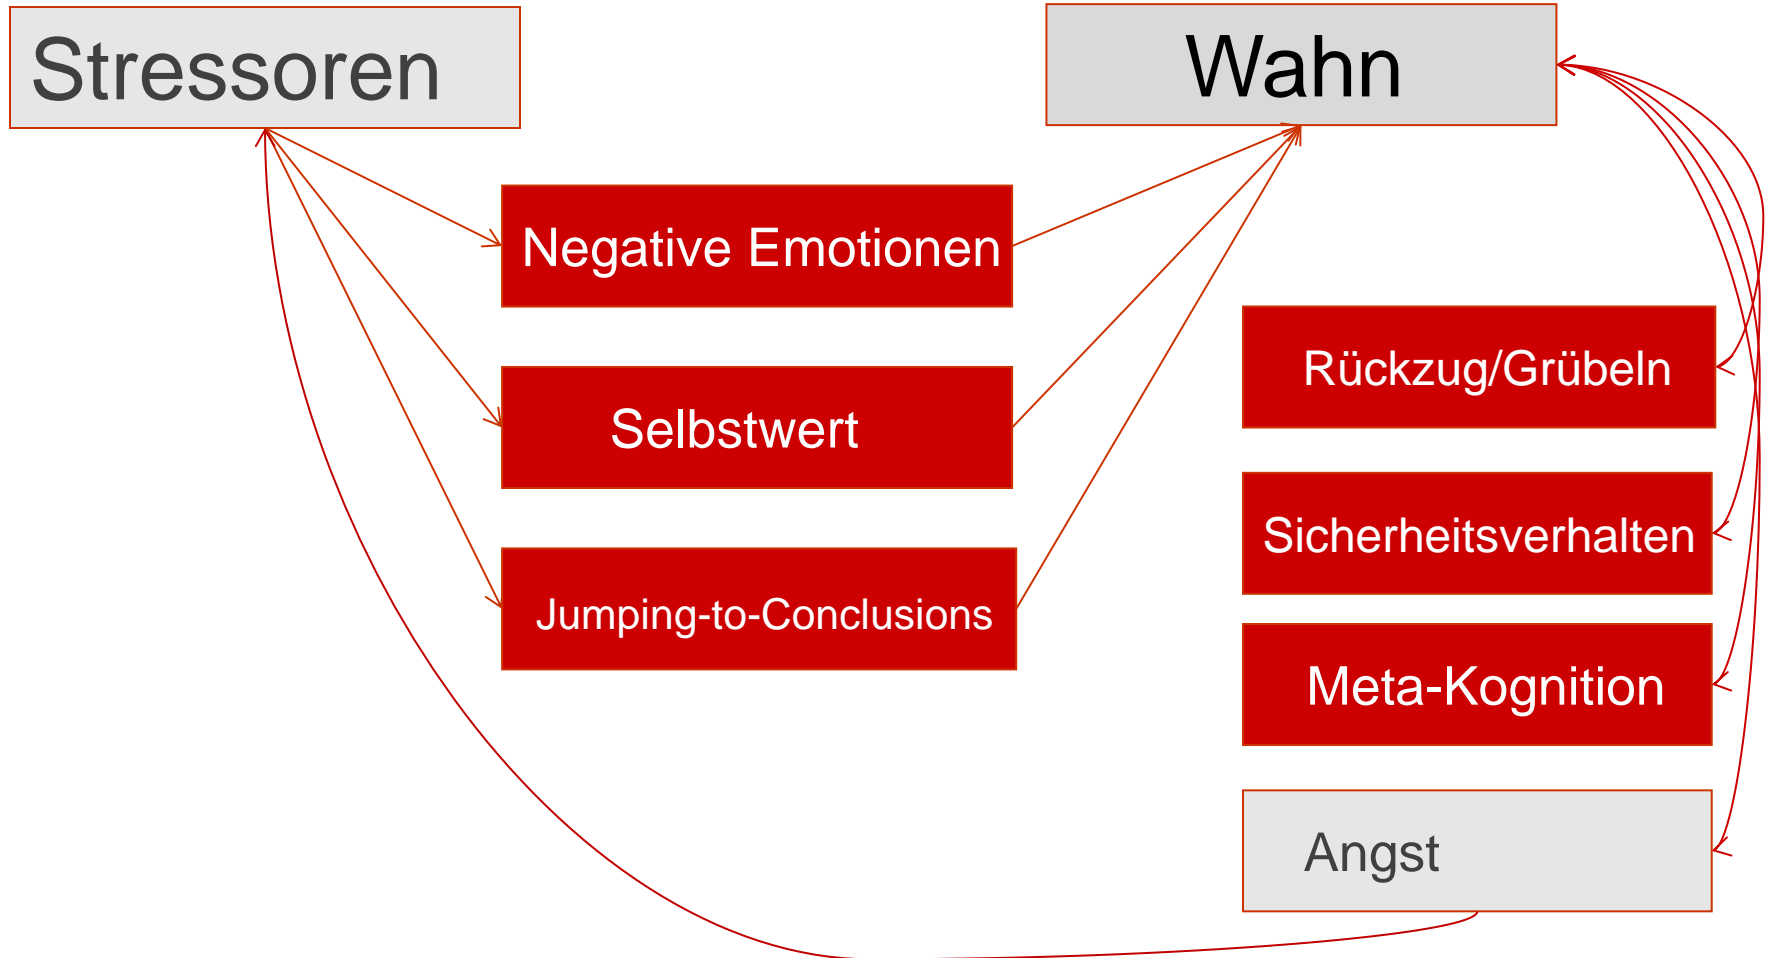 Stressoren
Wahn
Negative Emotionen
Selbstwert
Jumping-to-Conclusions
Rückzug/Grübeln
Sicherheitsverhalten
Meta-Kognition
Angst